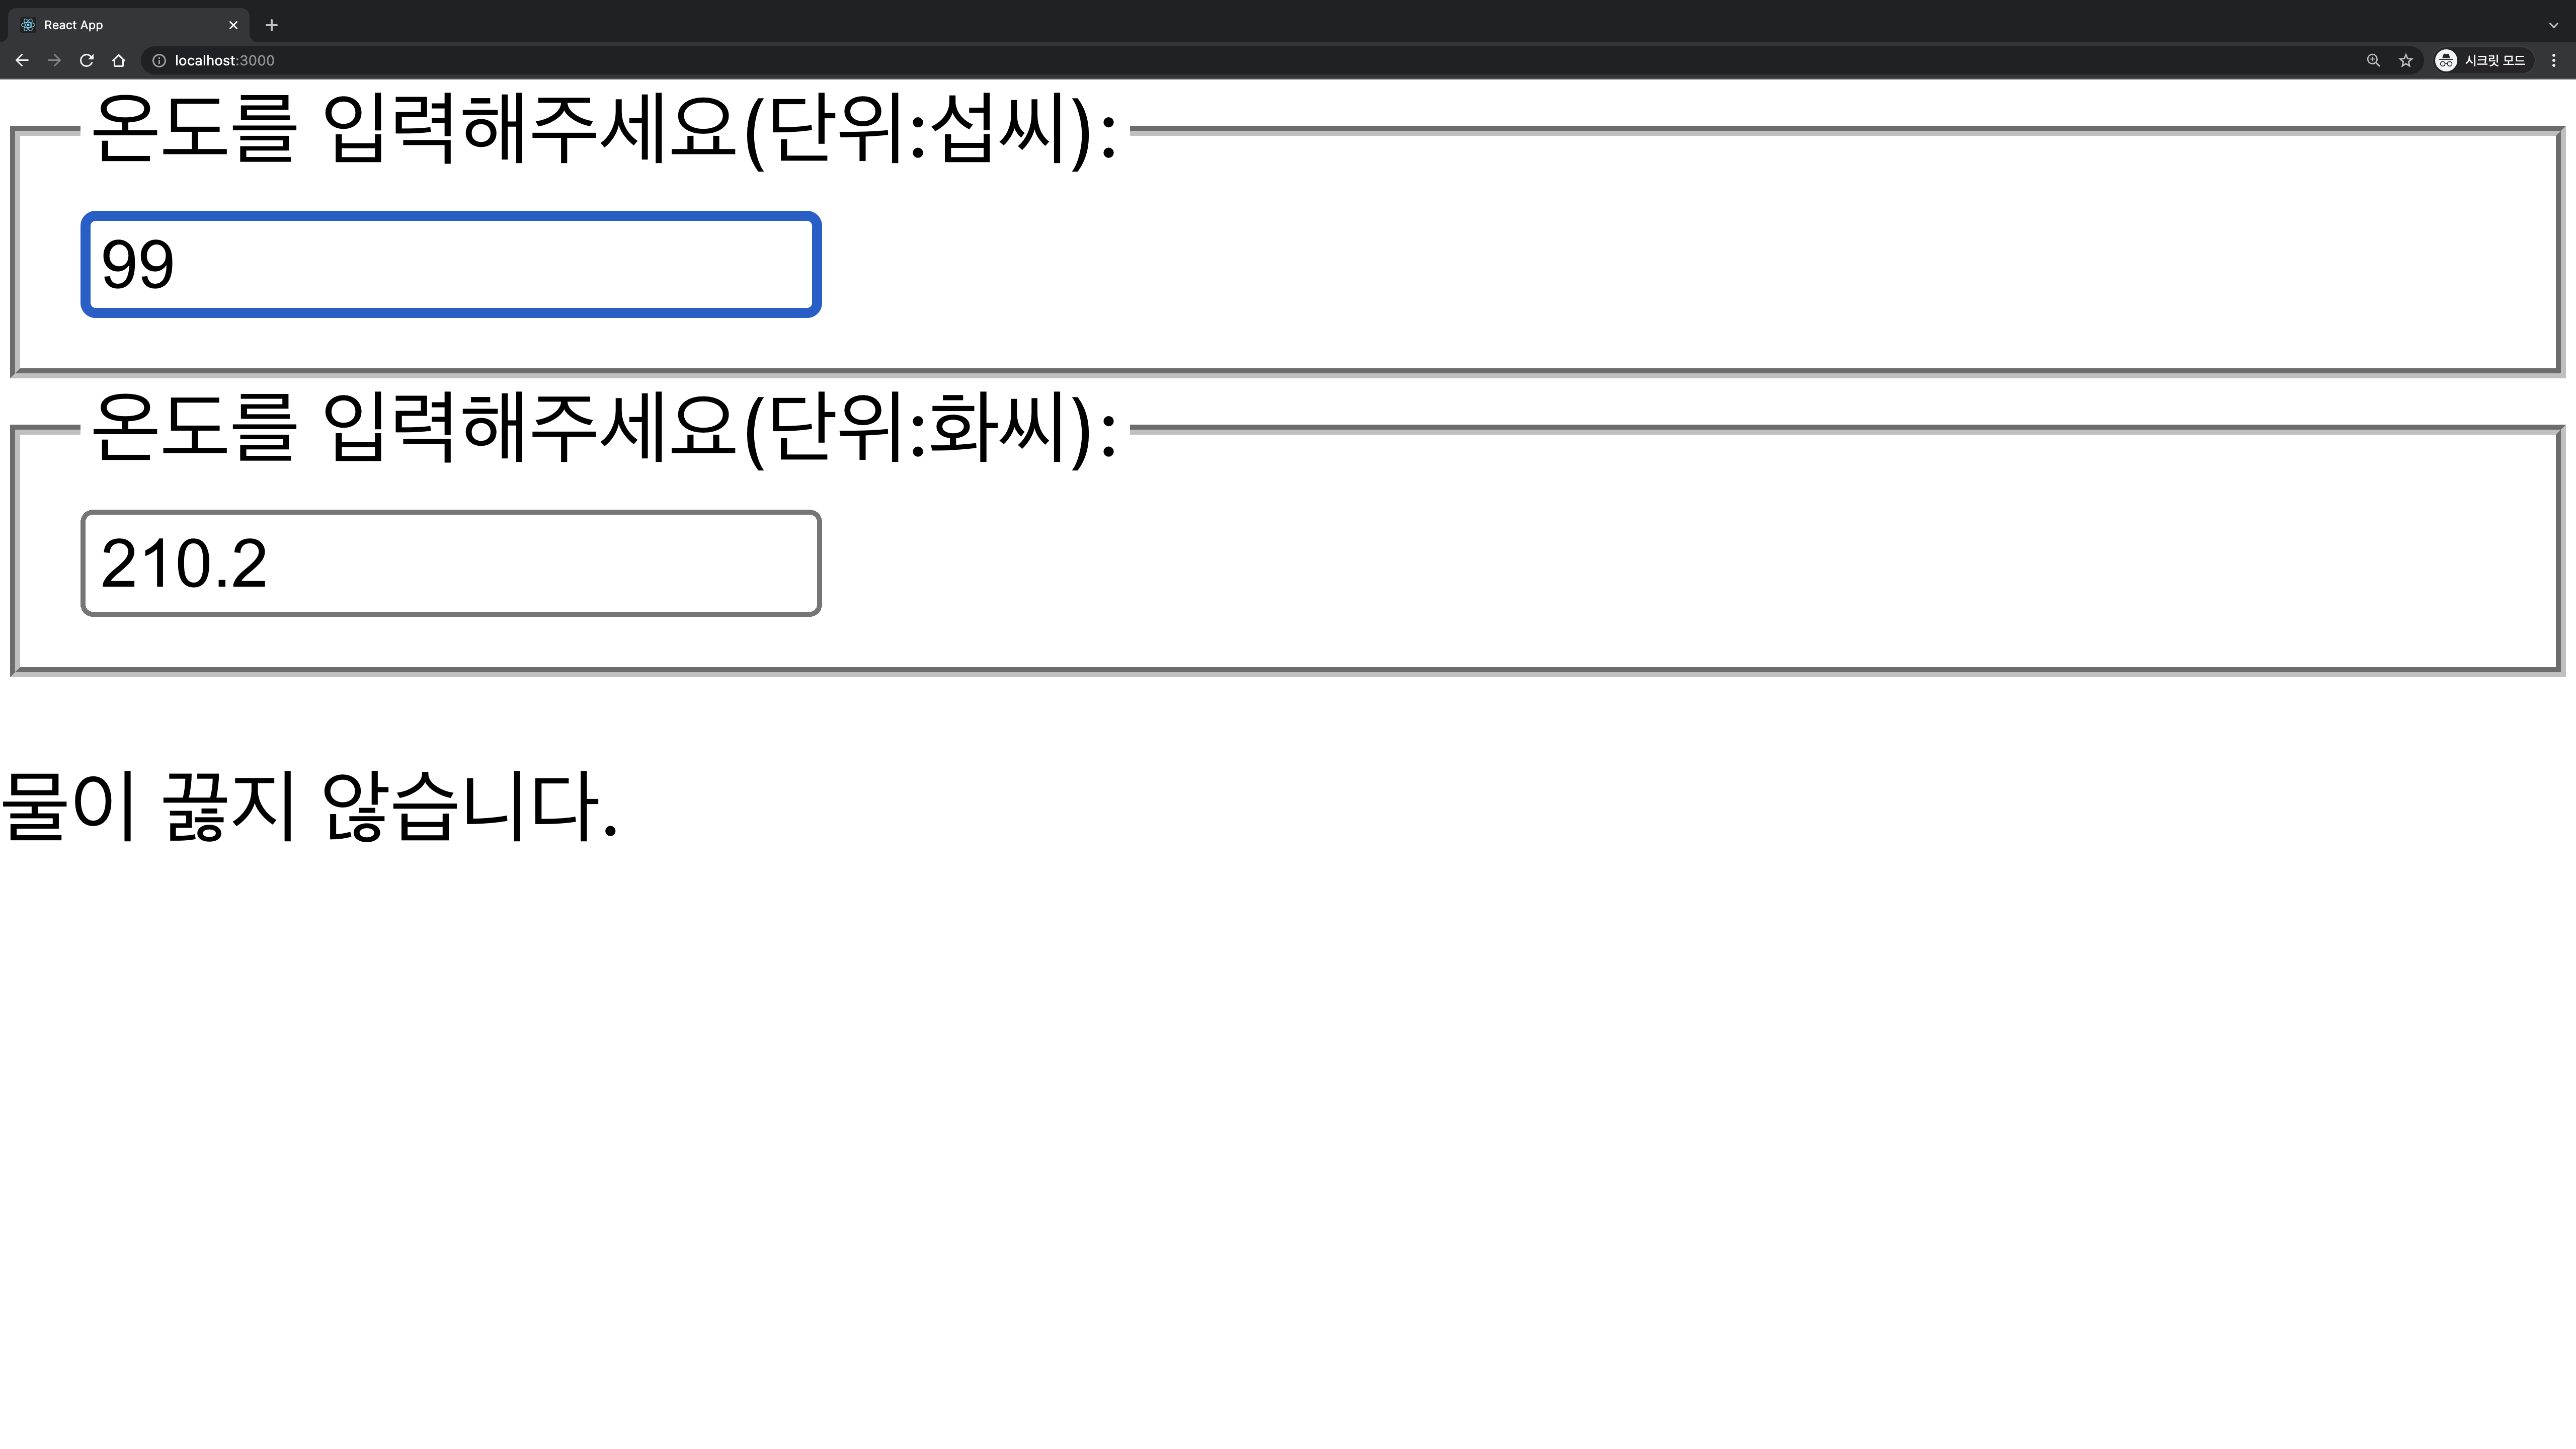 React App
localhost:3000
시크릿 모드
온도를 입력해주세요(단위:섭씨):
99
온도를 입력해주세요(단위:화씨):
210.2
물이 끓지 않습니다.